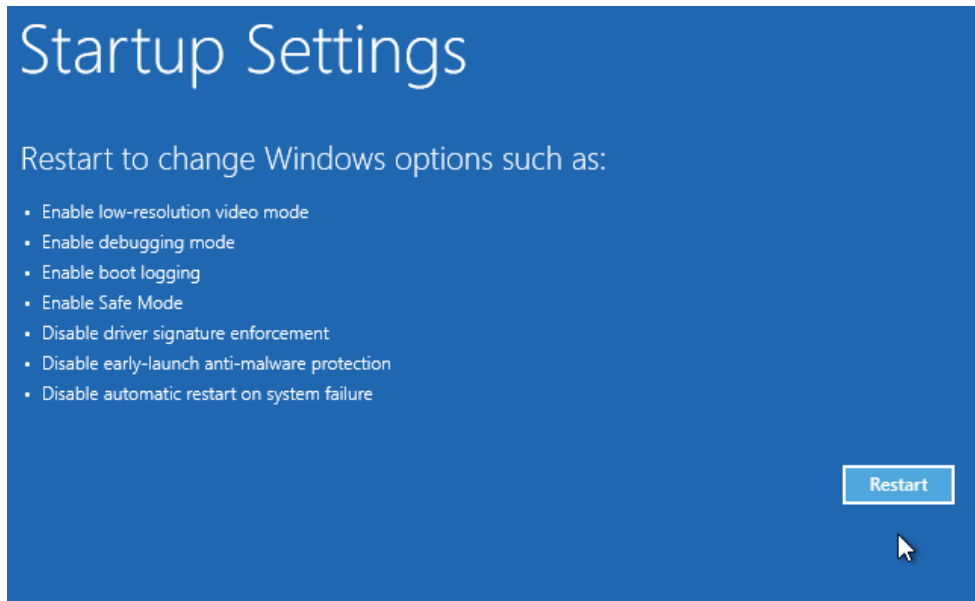 Startup Settings
Restart to change Windows options such as:
▪ Enable low-resolution video mode
▪ Enable debugging mode
▪ Enable boot logging
▪ Enable Safe Mode
▪ Disable driver signature enforcement
▪ Disable early-launch anti-malware protection
▪ Disable automatic restart on system failure
Restart